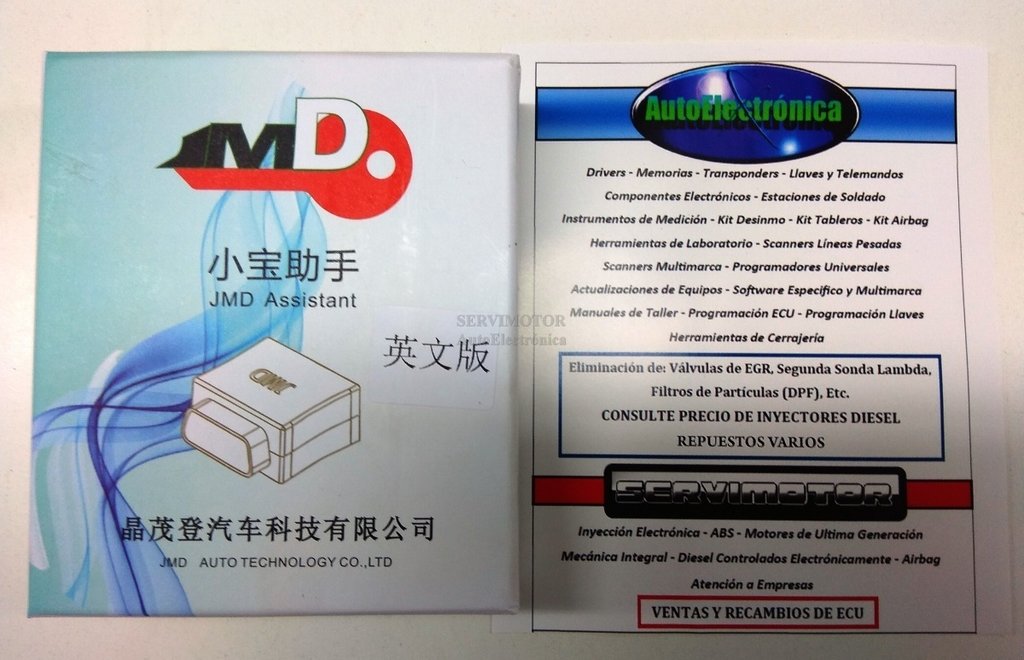 JMD
小宝助手
JMD Assistant
英文版
JMD
晶茂登汽车科技有限公司
JMD AUTO TECHNOLOGY CO.,LTD
SERVIMOTOR
AutoElectrónica
AutoElectrónica
Drivers - Memorias - Transponders - Llaves y Telemandos
Componentes Electrónicos - Estaciones de Soldado
Instrumentos de Medición - Kit Desinmo - Kit Tableros - Kit Airbag
Herramientas de Laboratorio - Scanners Líneas Pesadas
Scanners Multimarca - Programadores Universales
Actualizaciones de Equipos - Software Especifico y Multimarca
Manuales de Taller - Programación ECU - Programación Llaves
Herramientas de Cerrajería
Eliminación de: Válvulas de EGR, Segunda Sonda Lambda,
Filtros de Partículas (DPF), Etc.
CONSULTE PRECIO DE INYECTORES DIESEL
REPUESTOS VARIOS
SERVIMOTOR
Inyección Electrónica - ABS - Motores de Ultima Generación
Mecánica Integral - Diesel Controlados Electrónicamente - Airbag
Atención a Empresas
VENTAS Y RECAMBIOS DE ECU